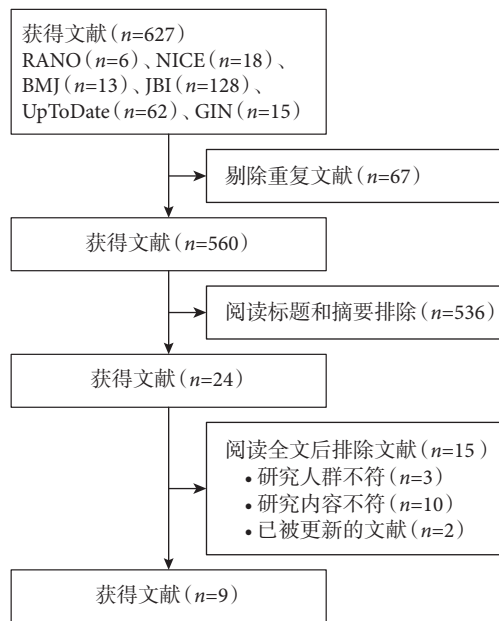 获得文献(n=627)
RANO(n=6)、NICE(n=18)、
BMJ(n=13)、JBI(n=128)、
UpToDate(n=62)、GIN(n=15)
剔除重复文献(n=67)
获得文献(n=560)
阅读标题和摘要排除(n=536)
获得文献(n=24)
阅读全文后排除文献(n=15)
• 研究人群不符(n=3)
• 研究内容不符(n=10)
• 已被更新的文献(n=2)
获得文献(n=9)